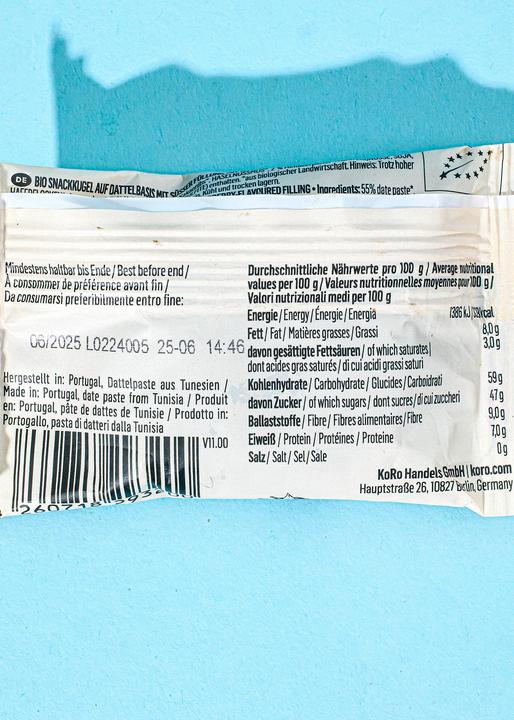 DE BIO SNACKKUGEL AUF DATTELBASIS MIT
enthalten. *aus biologischer Landwirtschaft. Hinweis: Trotz hoher
Kühl und trocken lagern.
-FLAVOURED FILLING • Ingredients: 55% date paste*.
Mindestens haltbar bis Ende / Best before end /
À consommer de préférence avant fin /
Da consumarsi preferibilmente entro fine:
06/2025 L0224005 25-06 14:46
Hergestellt in: Portugal, Dattelpaste aus Tunesien /
Made in: Portugal, date paste from Tunisia / Produit
en: Portugal, pâte de dattes de Tunisie / Prodotto in:
Portogallo, pasta di datteri dalla Tunisia
V11.00
Durchschnittliche Nährwerte pro 100 g / Average nutritional
values per 100 g / Valeurs nutritionnelles moyennes pour 100 g /
Valori nutrizionali medi per 100 g
Energie / Energy / Énergie / Energia
Fett / Fat / Matières grasses / Grassi 8,0 g
davon gesättigte Fettsäuren / of which saturates / 3,0 g
dont acides gras saturés / di cui acidi grassi saturi
Kohlenhydrate / Carbohydrate / Glucides / Carboidrati 59 g
davon Zucker / of which sugars / dont sucres / di cui zuccheri 47 g
Ballaststoffe / Fibre / Fibres alimentaires / Fibre 9,0 g
Eiweiß / Protein / Protéines / Proteine 7,0 g
Salz / Salt / Sel / Sale 0 g
KoRo Handels GmbH | koro.com
Hauptstraße 26, 10827 Berlin, Germany